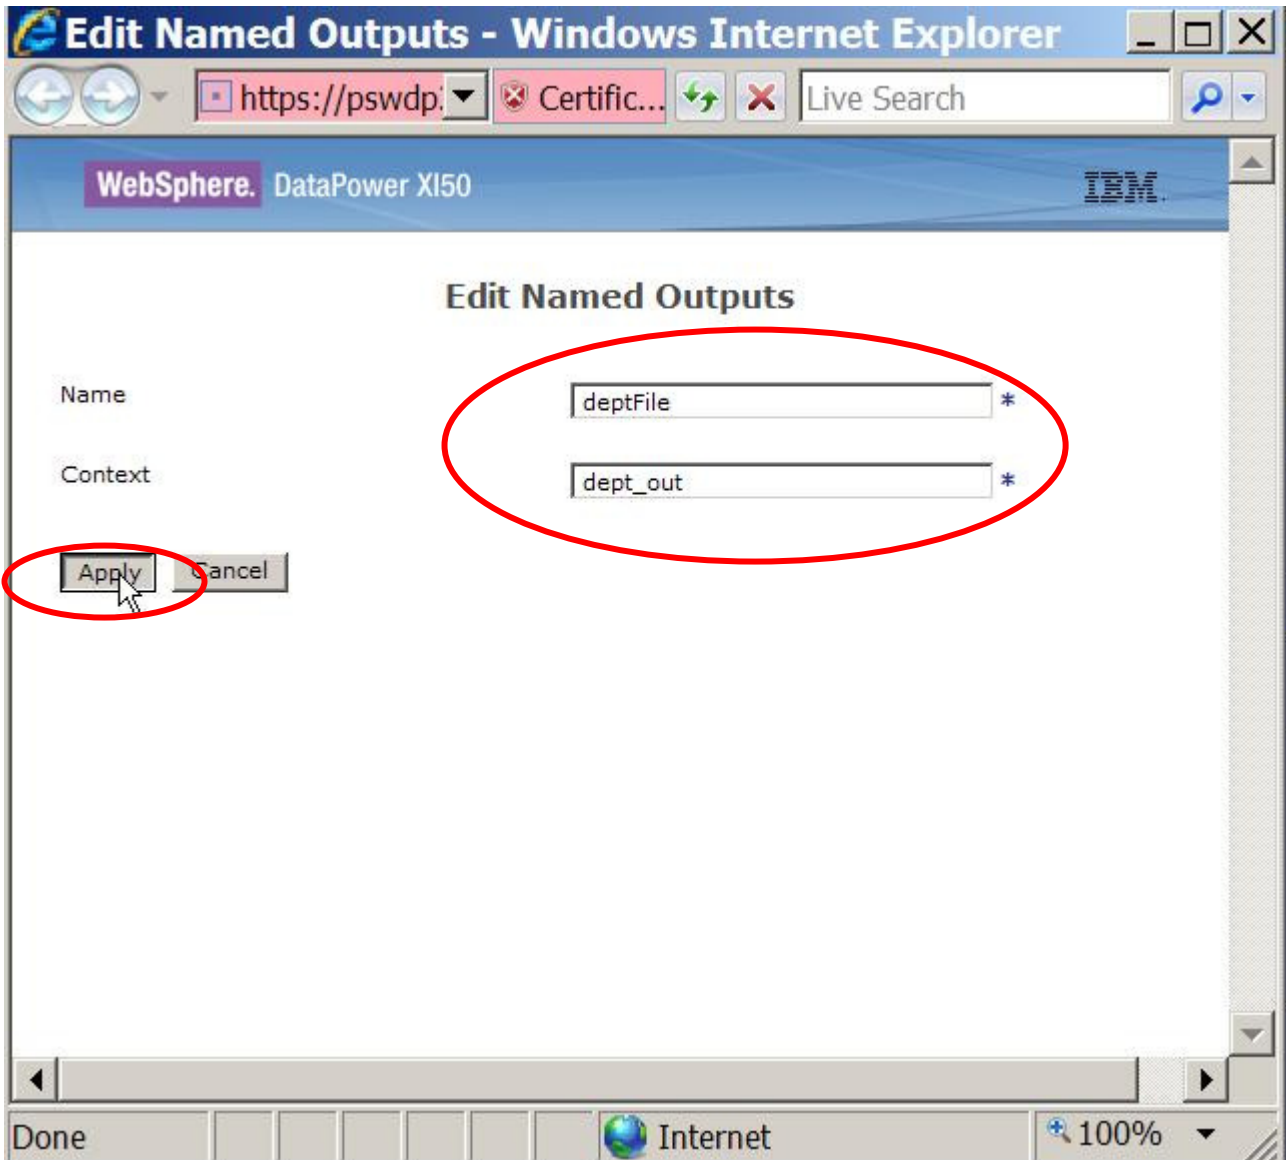 Edit Named Outputs - Windows Internet Explorer
https://pswdp: Certific... Live Search
WebSphere. DataPower XI50 IBM.
Edit Named Outputs
Name deptFile *
Context dept_out *
Apply Cancel
Done Internet 100%